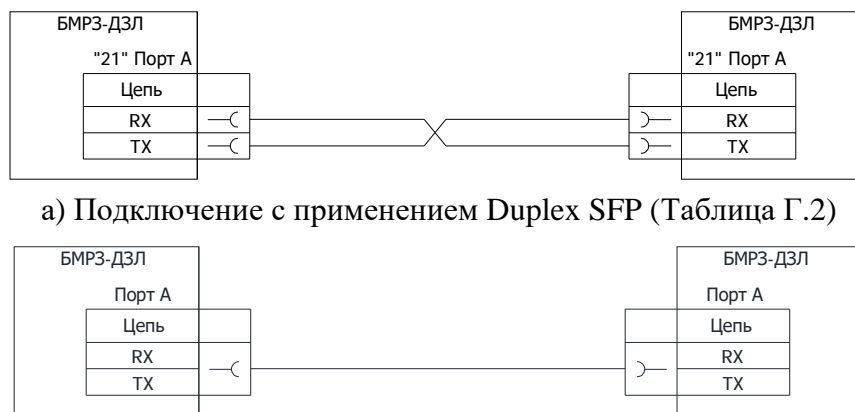 БМРЗ-ДЗЛ БМРЗ-ДЗЛ
"21" Порт А "21" Порт А
Цепь Цепь
RX RX
TX TX
а) Подключение с применением Duplex SFP (Таблица Г.2)
БМРЗ-ДЗЛ БМРЗ-ДЗЛ
Порт А Порт А
Цепь Цепь
RX RX
TX TX